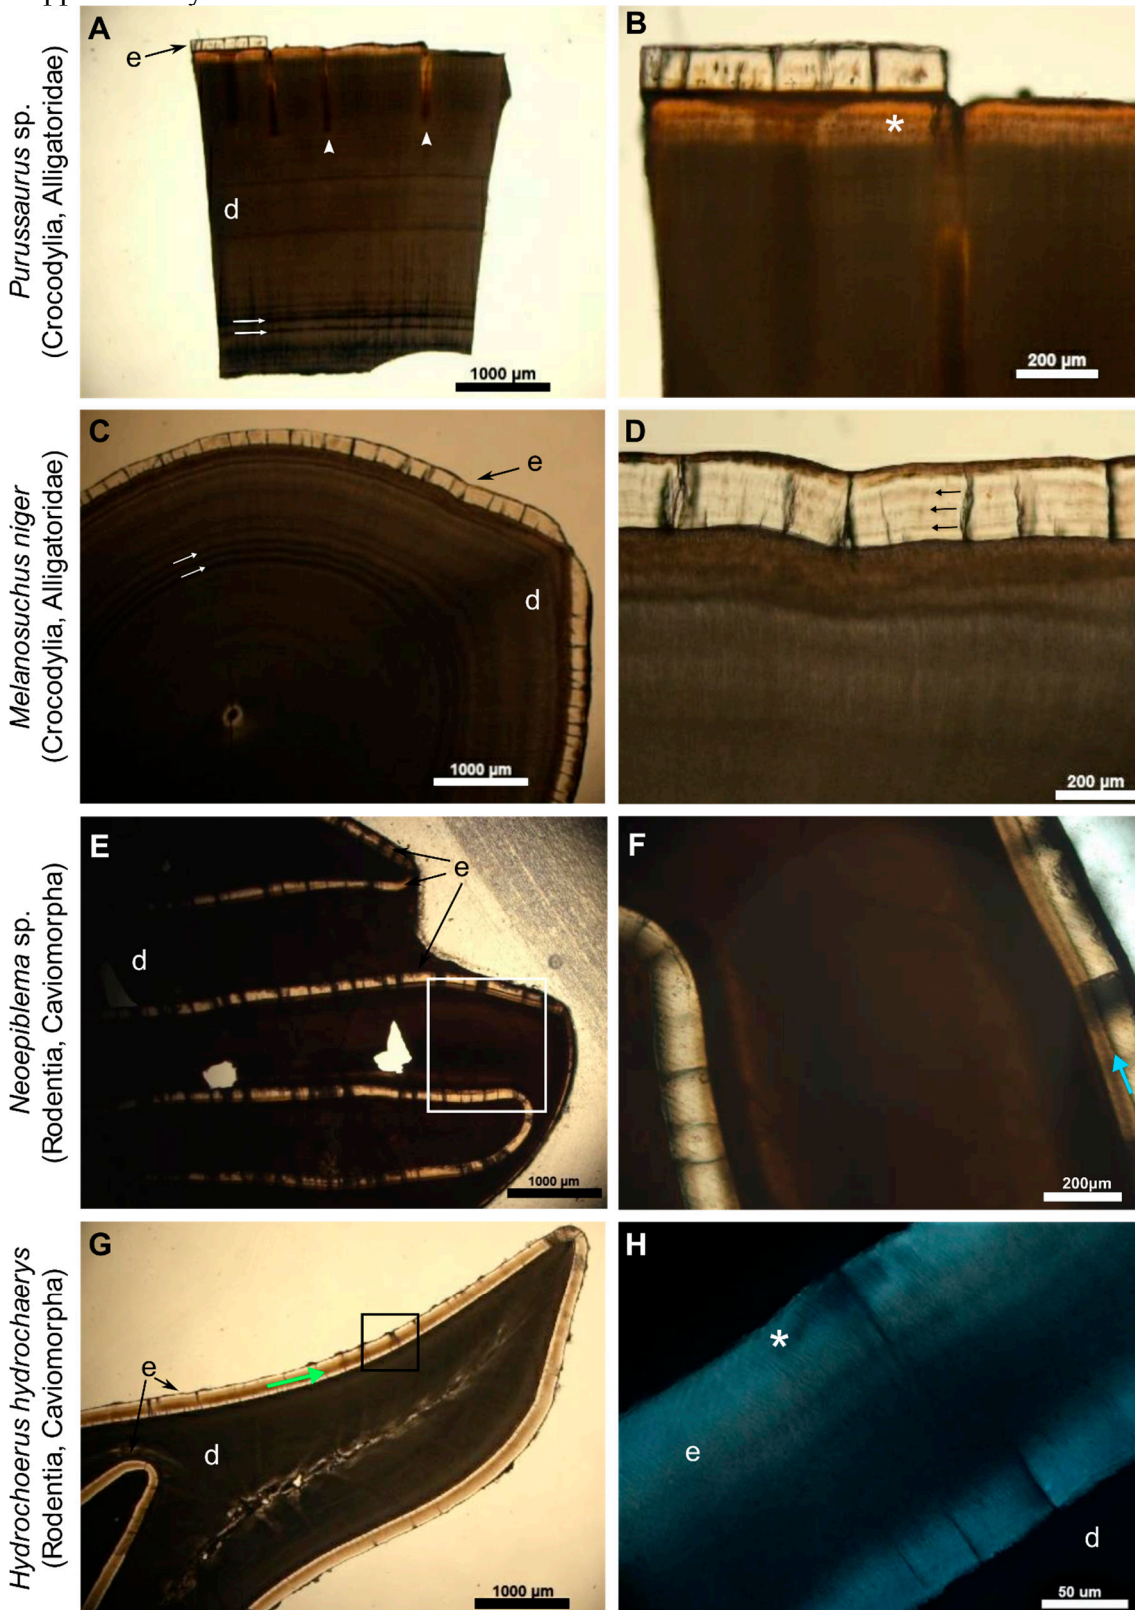 A
e
d
1000 µm
Purussaurus sp.
(Crocodylia, Alligatoridae)
B
*
200 µm
C
e
d
1000 µm
Melanosuchus niger
(Crocodylia, Alligatoridae)
D
200 µm
E
e
d
1000 µm
Neoepiblema sp.
(Rodentia, Caviomorpha)
F
200µm
G
e
d
1000 µm
Hydrochoerus hydrochaerys
(Rodentia, Caviomorpha)
H
*
e
d
50 um